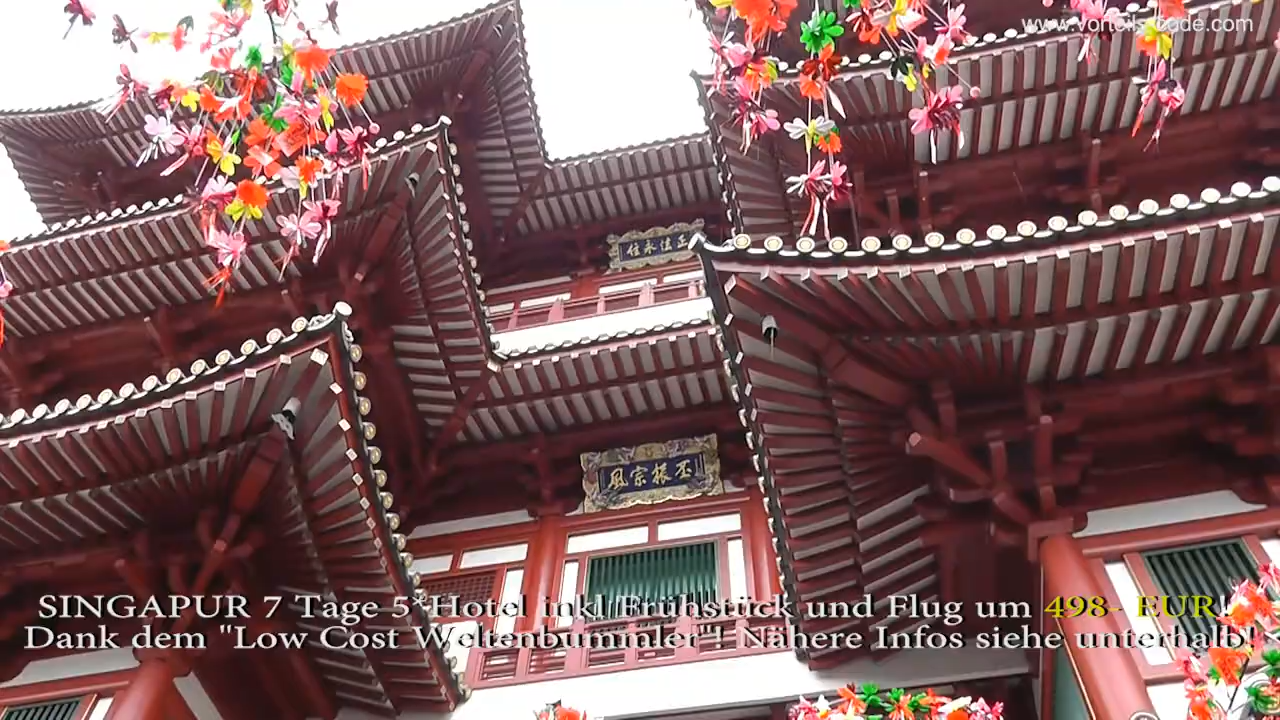 www.vorteils-code.com
正法永住
丕振宗風
SINGAPUR 7 Tage 5*Hotel inkl Frühstück und Flug um 498- EUR!
Dank dem "Low Cost Weltenbummler"! Nähere Infos siehe unterhalb!